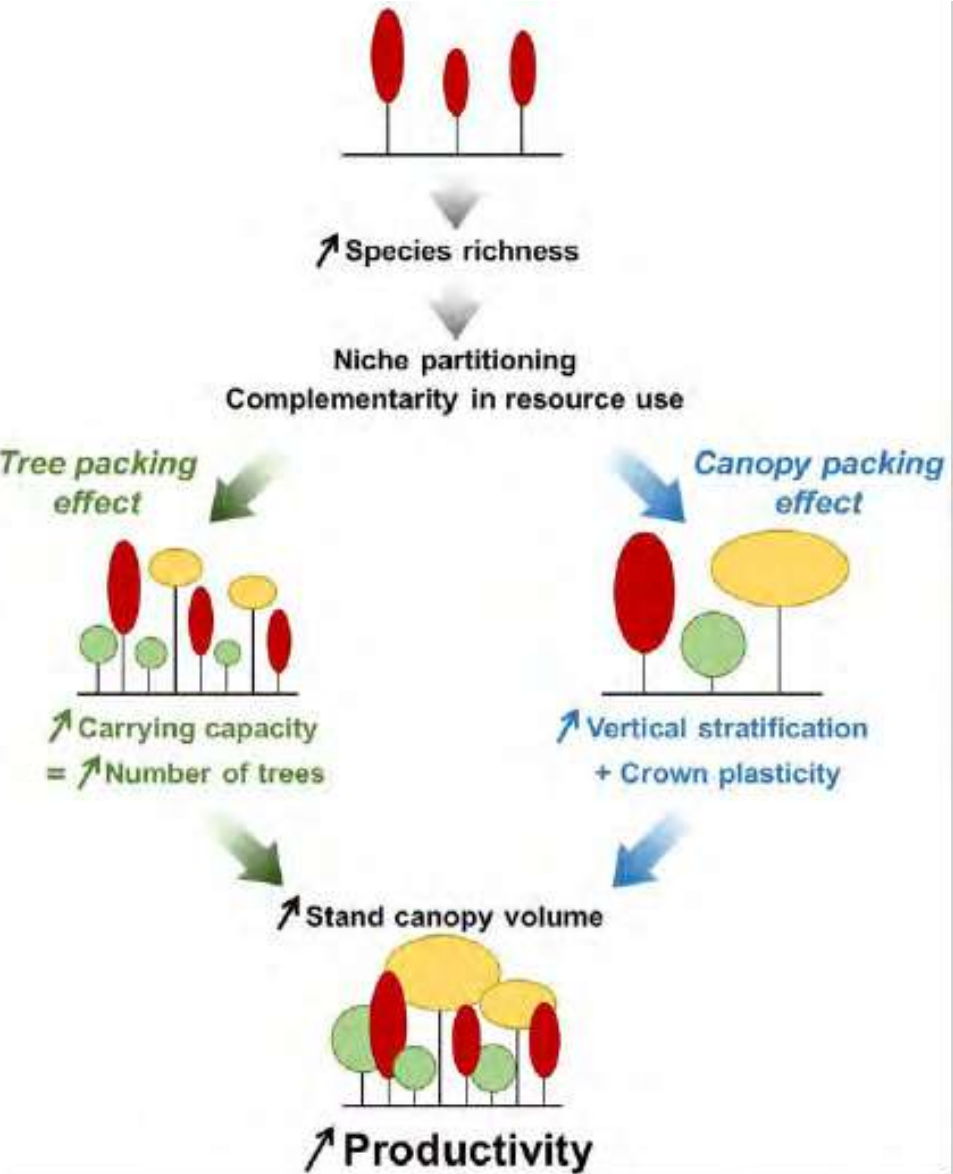 ↗ Species richness
Niche partitioning
Complementarity in resource use
Tree packing
effect
Canopy packing
effect
↗ Carrying capacity
= ↗ Number of trees
↗ Vertical stratification
+ Crown plasticity
↗ Stand canopy volume
↗ Productivity